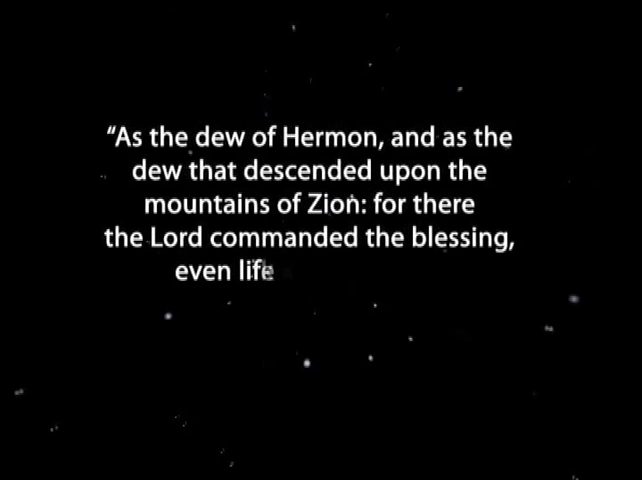 “As the dew of Hermon, and as the
dew that descended upon the
mountains of Zion: for there
the Lord commanded the blessing,
even life